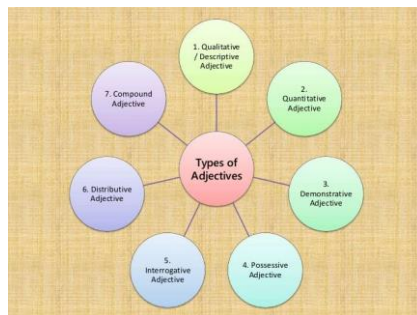 Types of
Adjectives
1. Qualitative
/ Descriptive
Adjective
2.
Quantitative
Adjective
3.
Demonstrative
Adjective
4. Possessive
Adjective
5.
Interrogative
Adjective
6. Distributive
Adjective
7. Compound
Adjective